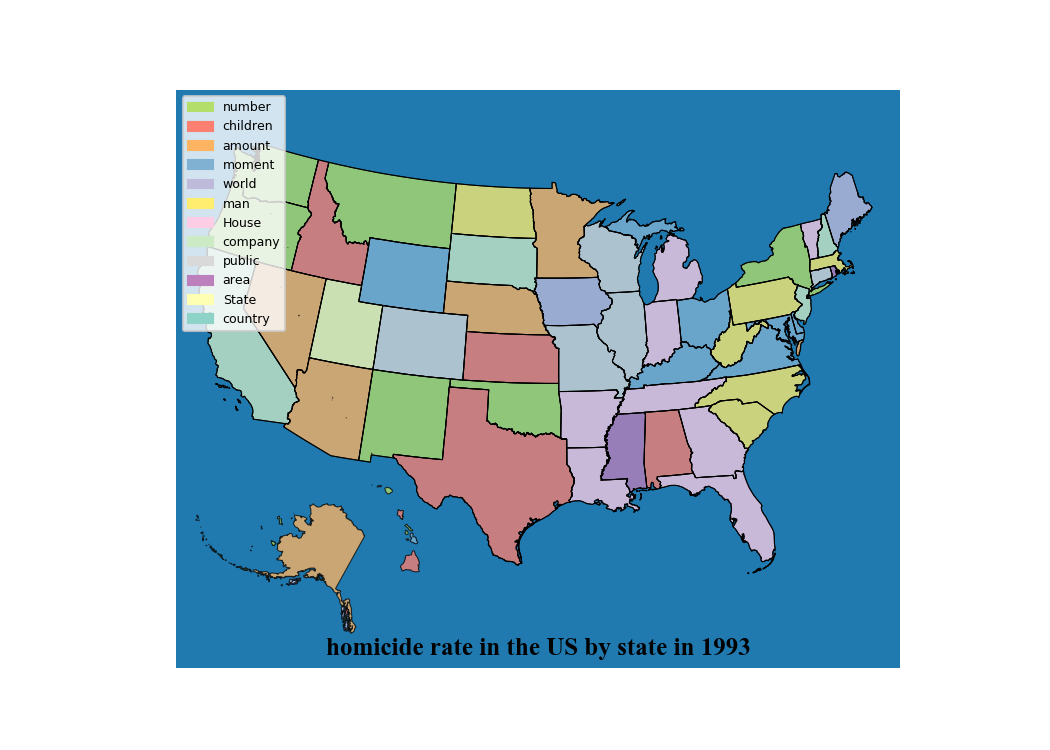 number
children
amount
moment
world
man
House
company
public
area
State
country
homicide rate in the US by state in 1993